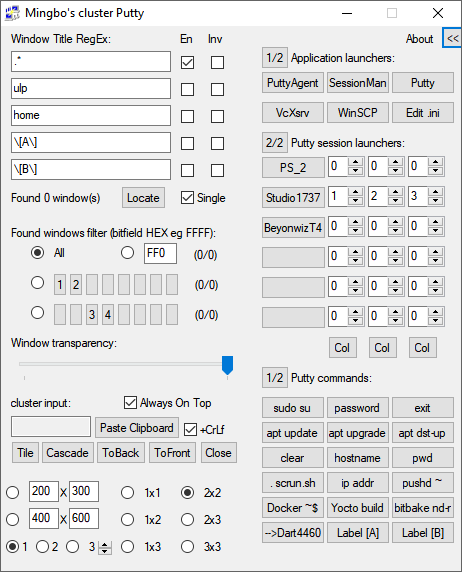 Mingbo's cluster Putty
Window Title RegEx: En Inv
.*
ulp
home
\[A\]
\[B\]
Found 0 window(s) Locate Single
Found windows filter (bitfield HEX eg FFFF):
All FF0 (0/0)
1 2 (0/0)
3 4 (0/0)
Window transparency:
cluster input: Always On Top
Paste Clipboard +CrLf
Tile Cascade ToBack ToFront Close
200 X 300 1x1 2x2
400 X 600 1x2 2x3
1 2 3 1x3 3x3
About <<
1/2 Application launchers:
PuttyAgent SessionMan Putty
VcXsrv WinSCP Edit .ini
2/2 Putty session launchers:
PS_2 0 0 0
Studio1737 1 2 3
BeyonwizT4 0 0 0
0 0 0
0 0 0
0 0 0
Col Col Col
1/2 Putty commands:
sudo su password exit
apt update apt upgrade apt dst-up
clear hostname pwd
. scrun.sh ip addr pushd ~
Docker ~$ Yocto build bitbake nd-r
-->Dart4460 Label [A] Label [B]